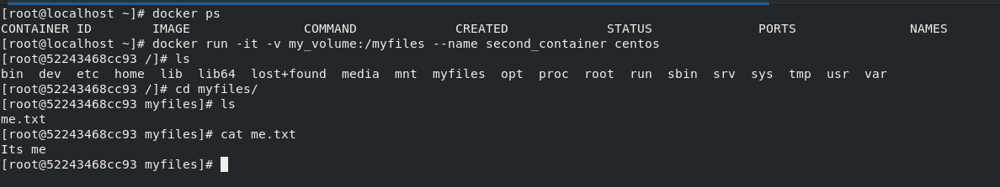 [root@localhost ~]# docker ps
CONTAINER ID        IMAGE               COMMAND             CREATED             STATUS              PORTS               NAMES
[root@localhost ~]# docker run -it -v my_volume:/myfiles --name second_container centos
[root@52243468cc93 /]# ls
bin  dev  etc  home  lib  lib64  lost+found  media  mnt  myfiles  opt  proc  root  run  sbin  srv  sys  tmp  usr  var
[root@52243468cc93 /]# cd myfiles/
[root@52243468cc93 myfiles]# ls
me.txt
[root@52243468cc93 myfiles]# cat me.txt
Its me
[root@52243468cc93 myfiles]#